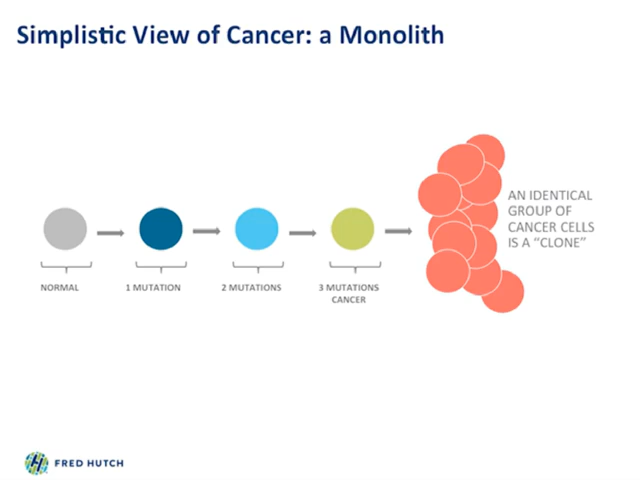 Simplistic View of Cancer: a Monolith
AN IDENTICAL
GROUP OF
CANCER CELLS
IS A “CLONE”
NORMAL
1 MUTATION
2 MUTATIONS
3 MUTATIONS
CANCER
FRED HUTCH